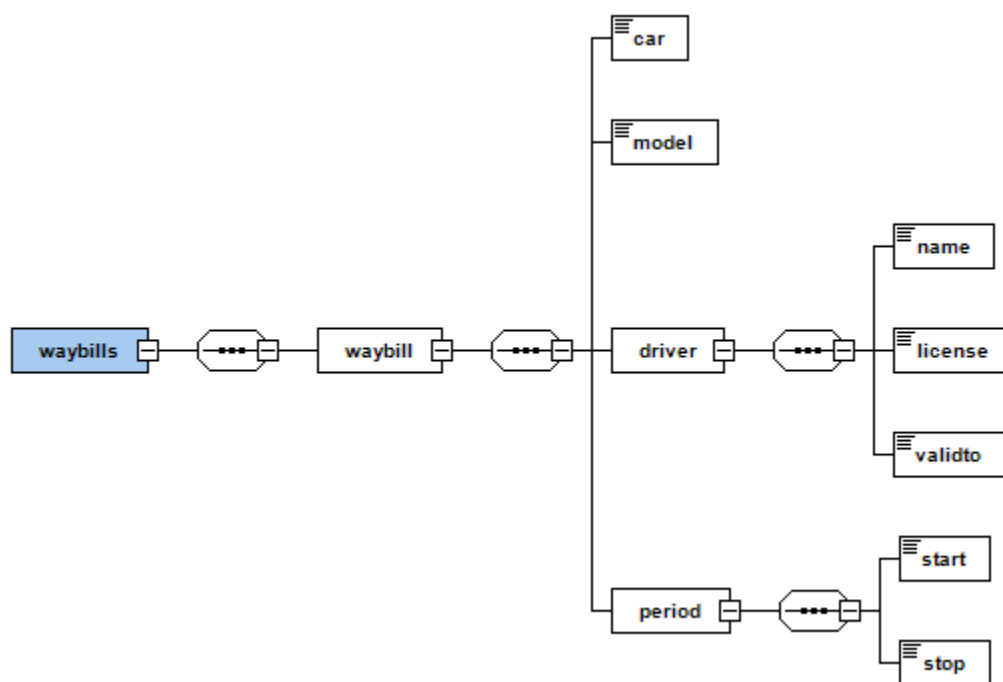 car
model
name
waybills
waybill
driver
license
validto
start
period
stop